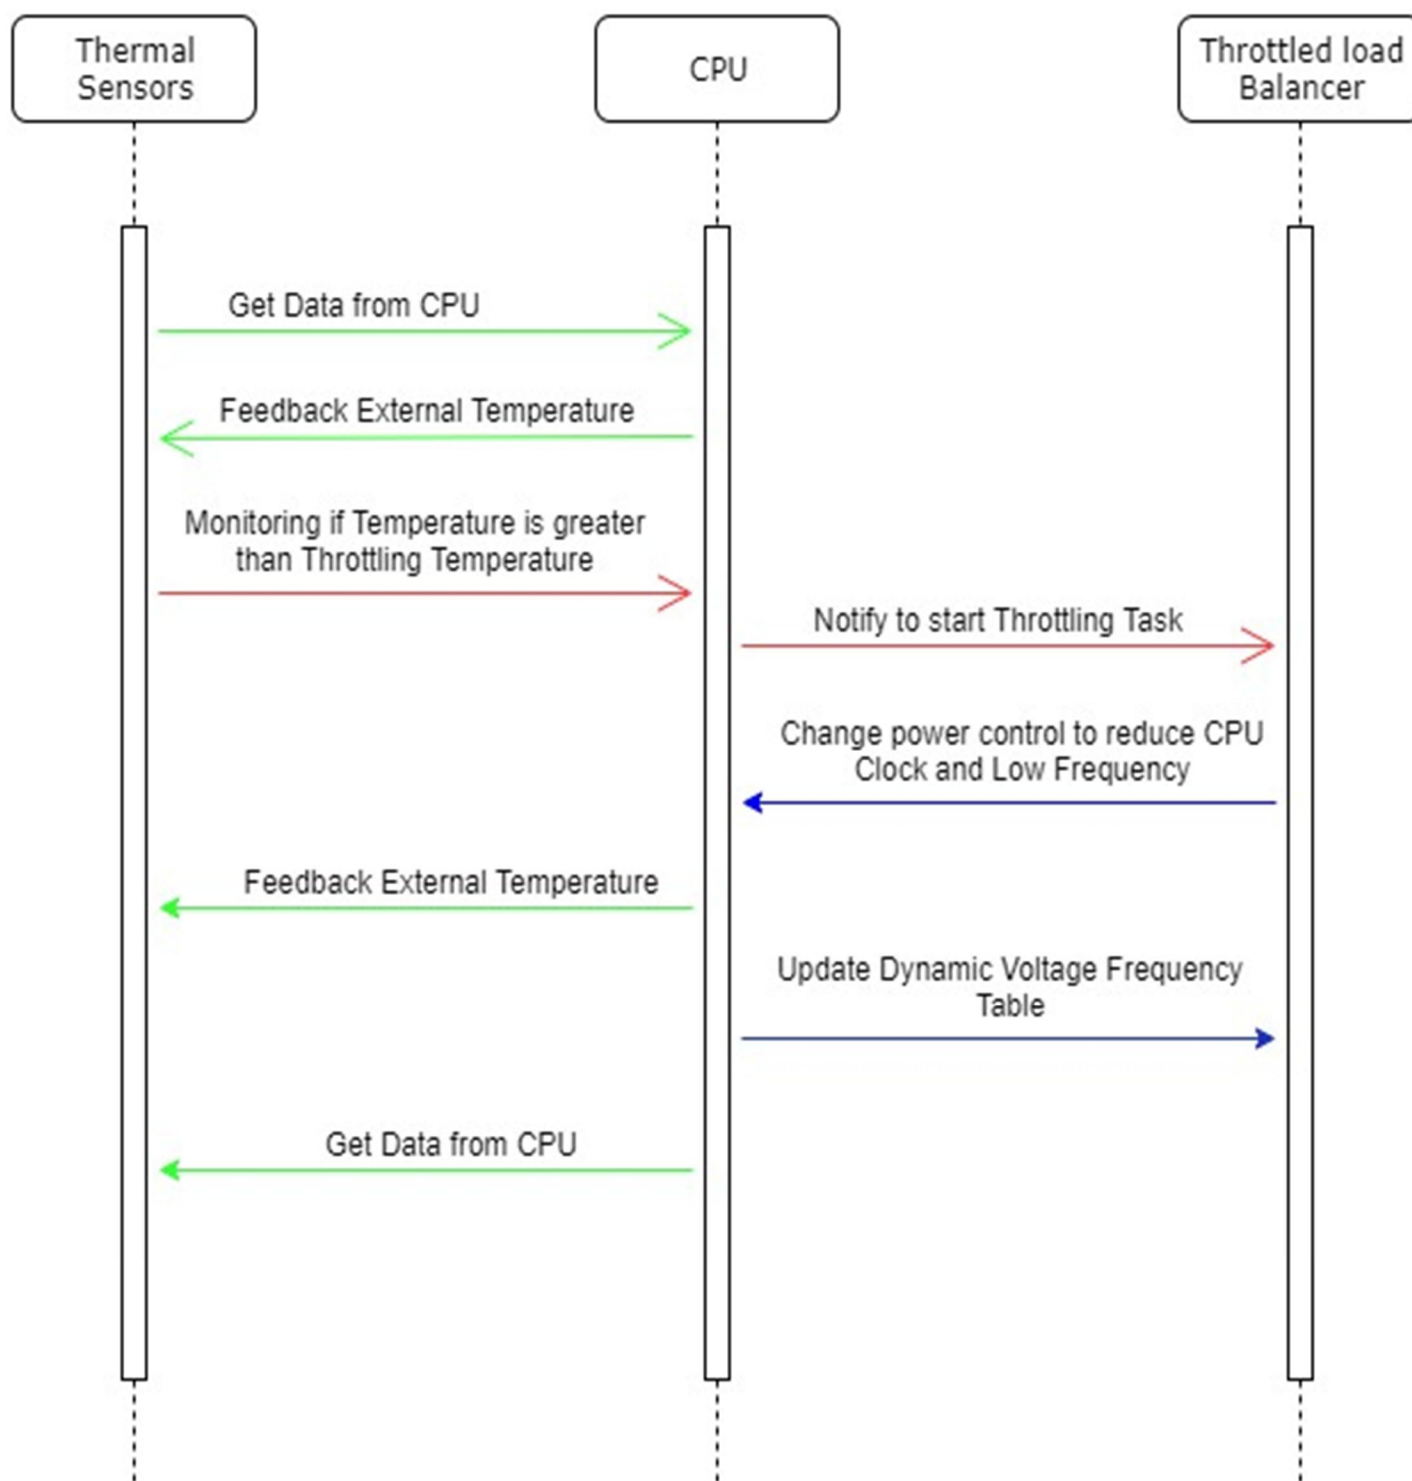 Thermal
Sensors
CPU
Throttled load
Balancer
Get Data from CPU
Feedback External Temperature
Monitoring if Temperature is greater
than Throttling Temperature
Notify to start Throttling Task
Change power control to reduce CPU
Clock and Low Frequency
Feedback External Temperature
Update Dynamic Voltage Frequency
Table
Get Data from CPU